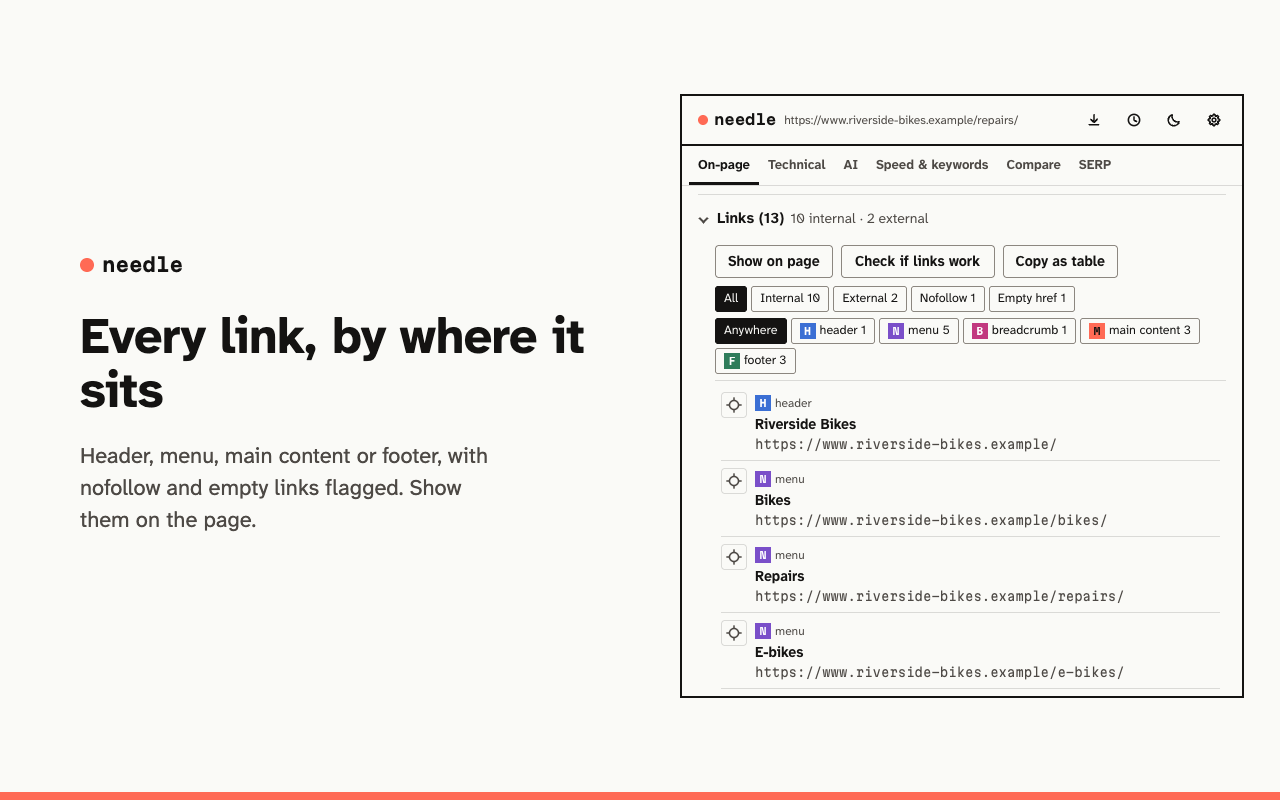 needle
Every link, by where it
sits
Header, menu, main content or footer, with
nofollow and empty links flagged. Show
them on the page.
needle https://www.riverside-bikes.example/repairs/
On-page Technical AI Speed & keywords Compare SERP
Links (13) 10 internal · 2 external
Show on page Check if links work Copy as table
All Internal 10 External 2 Nofollow 1 Empty href 1
Anywhere H header 1 N menu 5 B breadcrumb 1 M main content 3
F footer 3
H header
Riverside Bikes
https://www.riverside-bikes.example/
N menu
Bikes
https://www.riverside-bikes.example/bikes/
N menu
Repairs
https://www.riverside-bikes.example/repairs/
N menu
E-bikes
https://www.riverside-bikes.example/e-bikes/